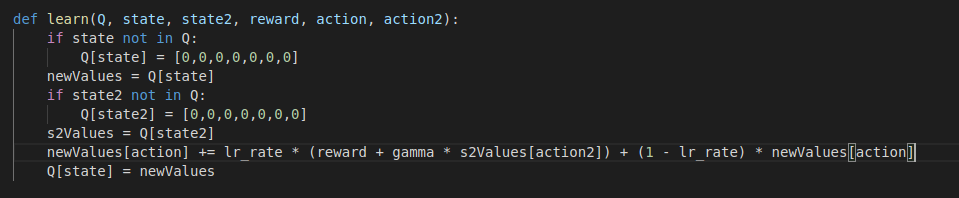 def learn(Q, state, state2, reward, action, action2):
    if state not in Q:
        Q[state] = [0,0,0,0,0,0,0]
    newValues = Q[state]
    if state2 not in Q:
        Q[state2] = [0,0,0,0,0,0,0]
    s2Values = Q[state2]
    newValues[action] += lr_rate * (reward + gamma * s2Values[action2]) + (1 - lr_rate) * newValues[action]
    Q[state] = newValues